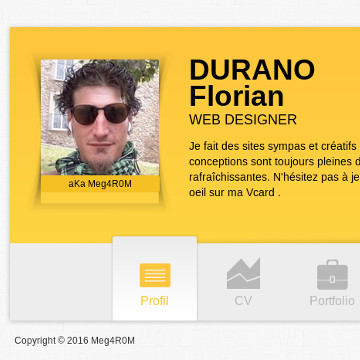 DURANO
Florian
WEB DESIGNER
Je fait des sites sympas et créatifs
conceptions sont toujours pleines
rafraîchissantes. N'hésitez pas à
oeil sur ma Vcard .
aKa Meg4R0M
Profil
CV
Portfolio
Copyright © 2016 Meg4R0M